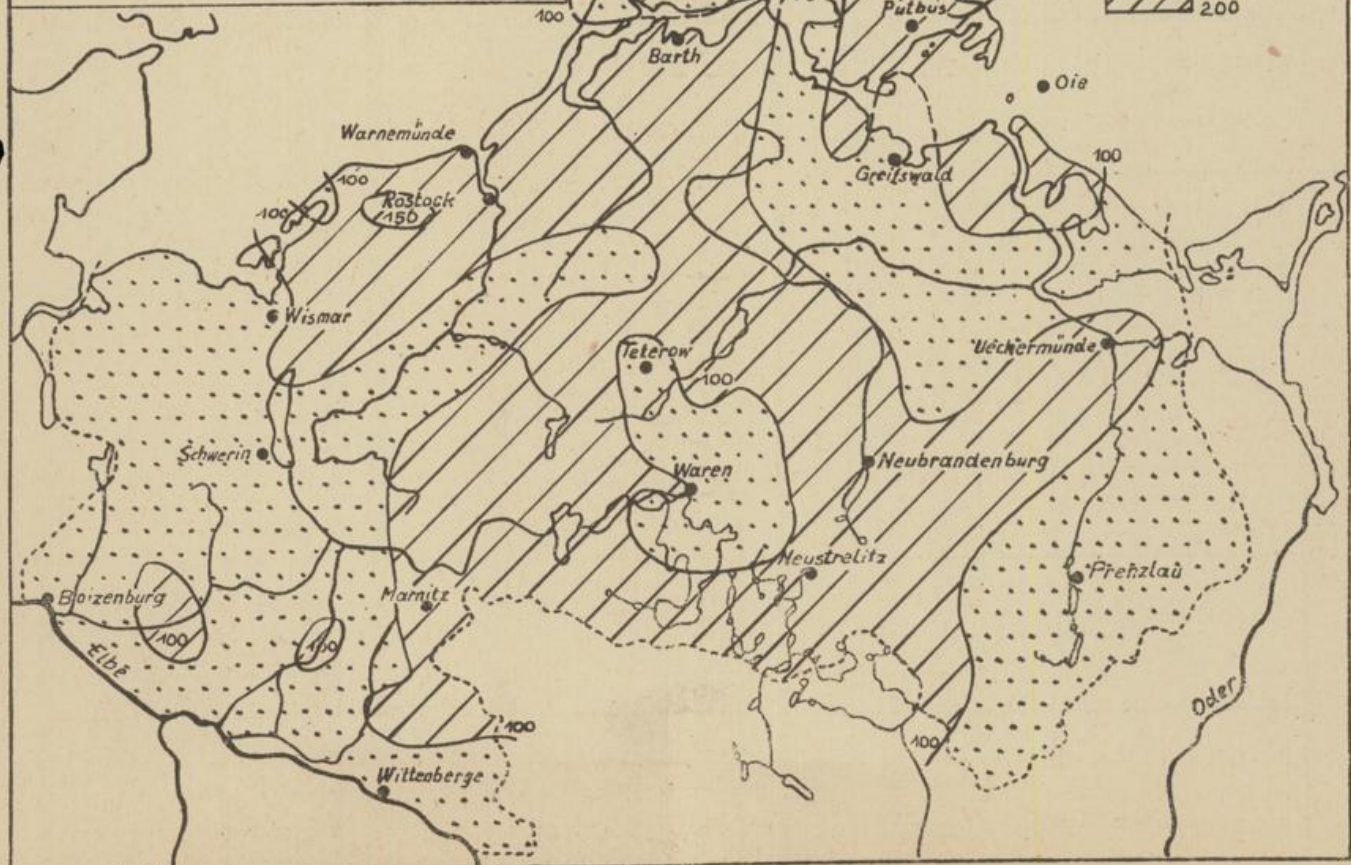 100
Putbus
200
Barth
Oie
Warnemünde
100
Greifswald
100
Rostock
150
100
Wismar
Ueckermünde
Teterow
100
Schwerin
Waren
Neubrandenburg
Neustrelitz
Prenzlau
Boizenburg
Marnitz
100
100
Elbe
Oder
100
100
Wittenberge